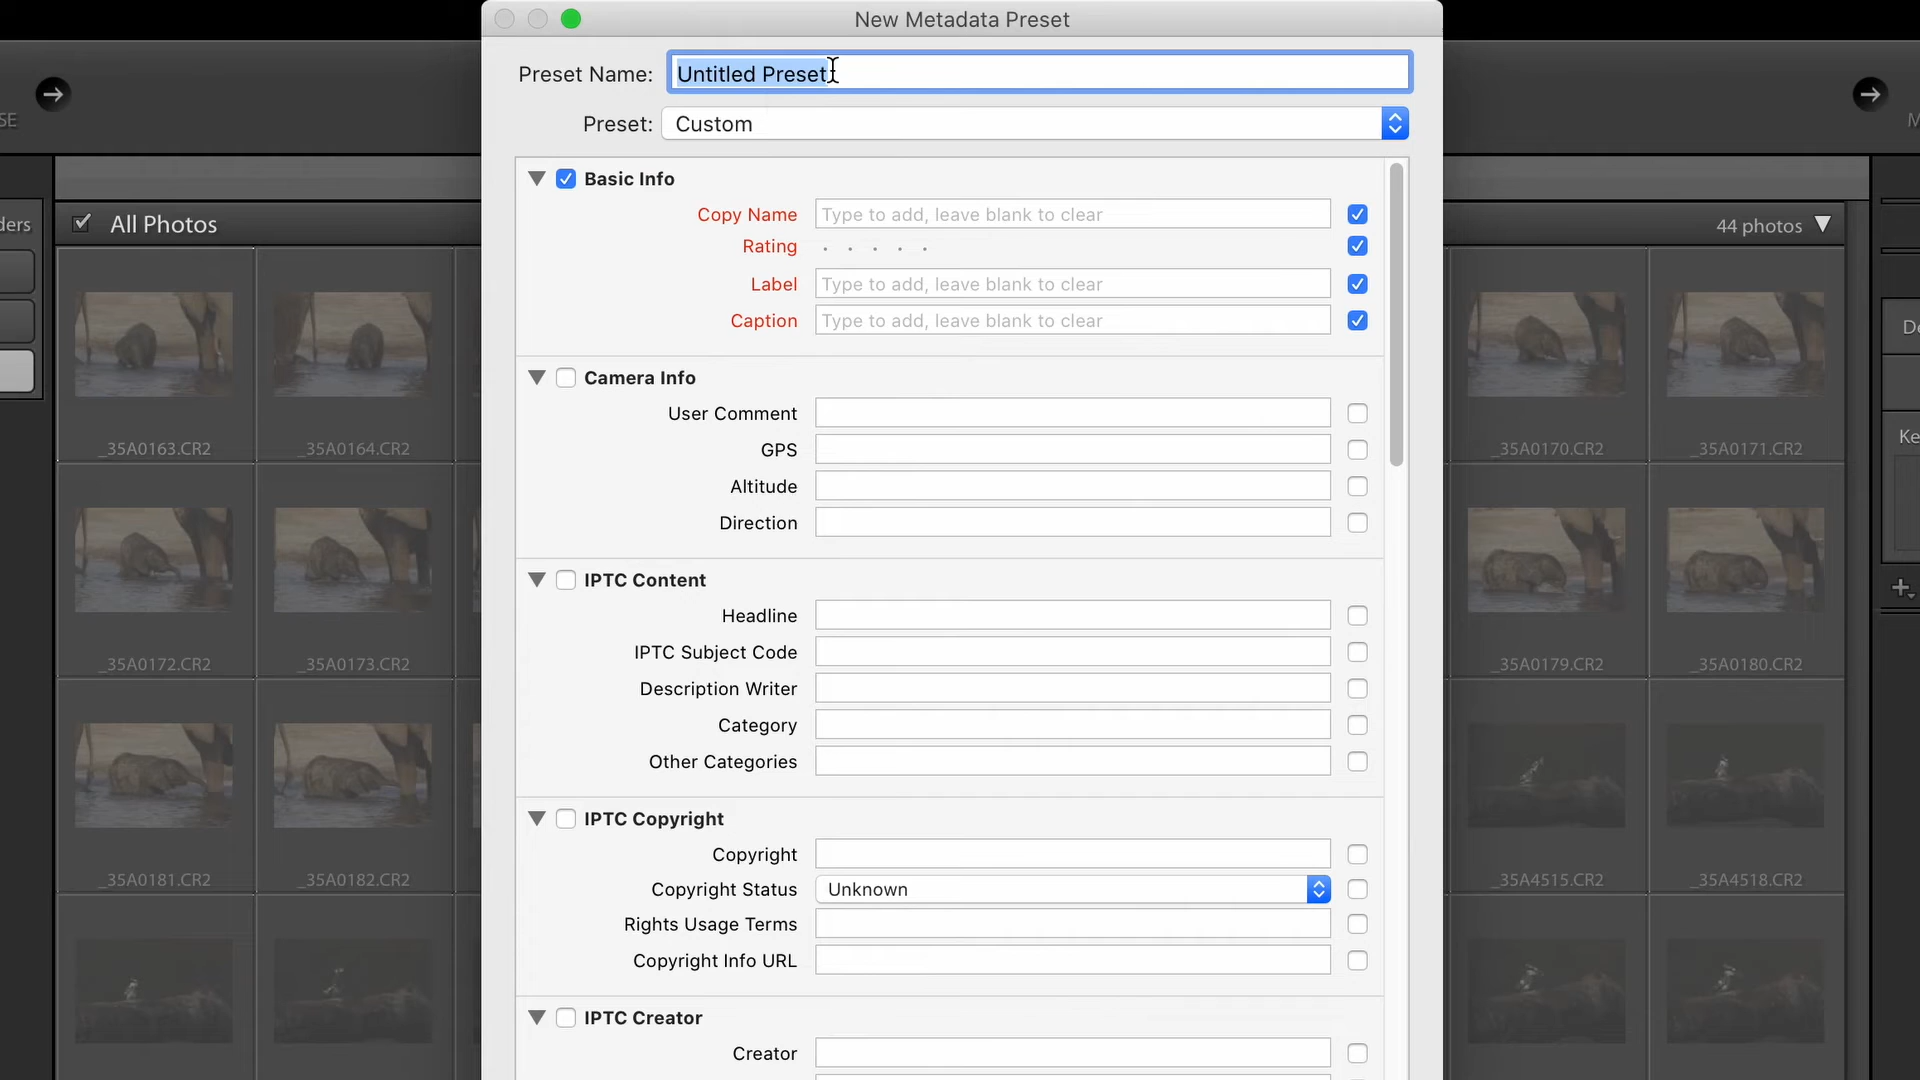 New Metadata Preset
Preset Name: Untitled Preset
SE
Preset: Custom
ders
All Photos
44 photos
Basic Info
Copy Name Type to add, leave blank to clear
Rating . . . . .
Label Type to add, leave blank to clear
Caption Type to add, leave blank to clear
De
Camera Info
User Comment
GPS
Altitude
Direction
_35A0163.CR2 _35A0164.CR2 _35A0170.CR2 _35A0171.CR2
Ke
IPTC Content
Headline
IPTC Subject Code
Description Writer
Category
Other Categories
_35A0172.CR2 _35A0173.CR2 _35A0179.CR2 _35A0180.CR2
IPTC Copyright
Copyright
Copyright Status Unknown
Rights Usage Terms
Copyright Info URL
_35A0181.CR2 _35A0182.CR2 _35A4515.CR2 _35A4518.CR2
IPTC Creator
Creator